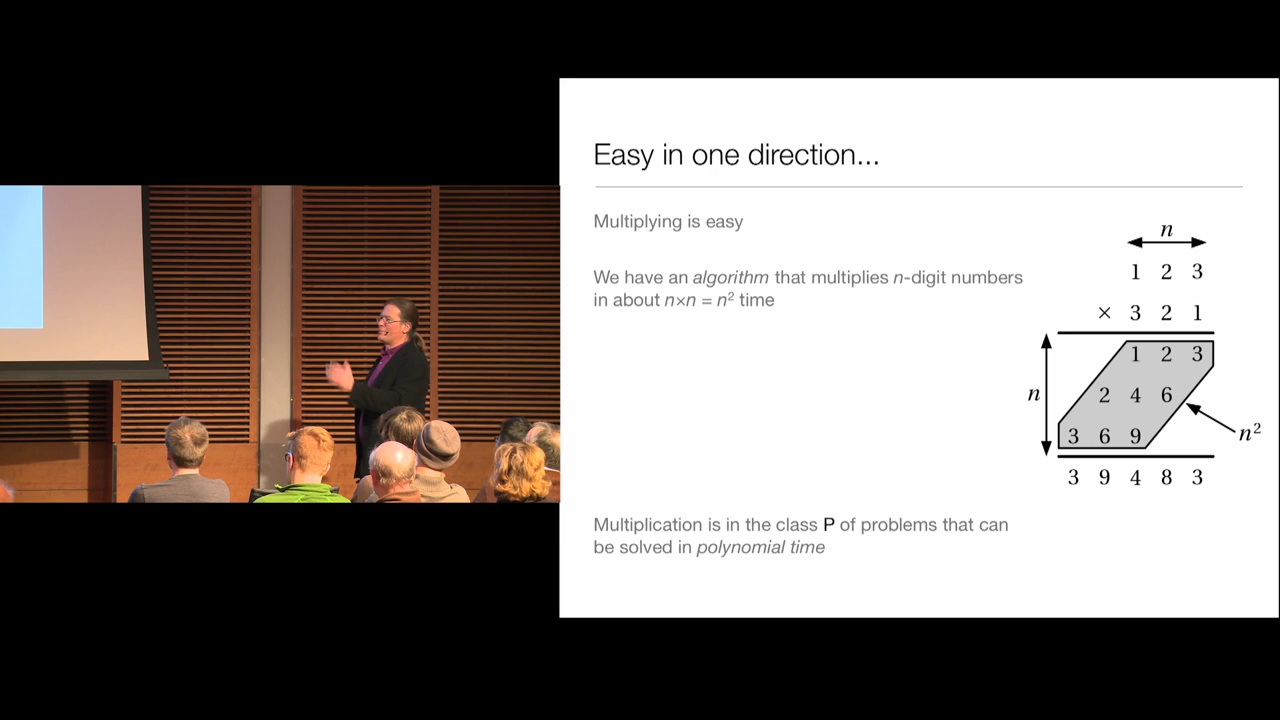 Easy in one direction...
Multiplying is easy
We have an algorithm that multiplies n-digit numbers
in about n×n = n² time
n
1 2 3
× 3 2 1
1 2 3
n
2 4 6
3 6 9
n²
3 9 4 8 3
Multiplication is in the class P of problems that can
be solved in polynomial time